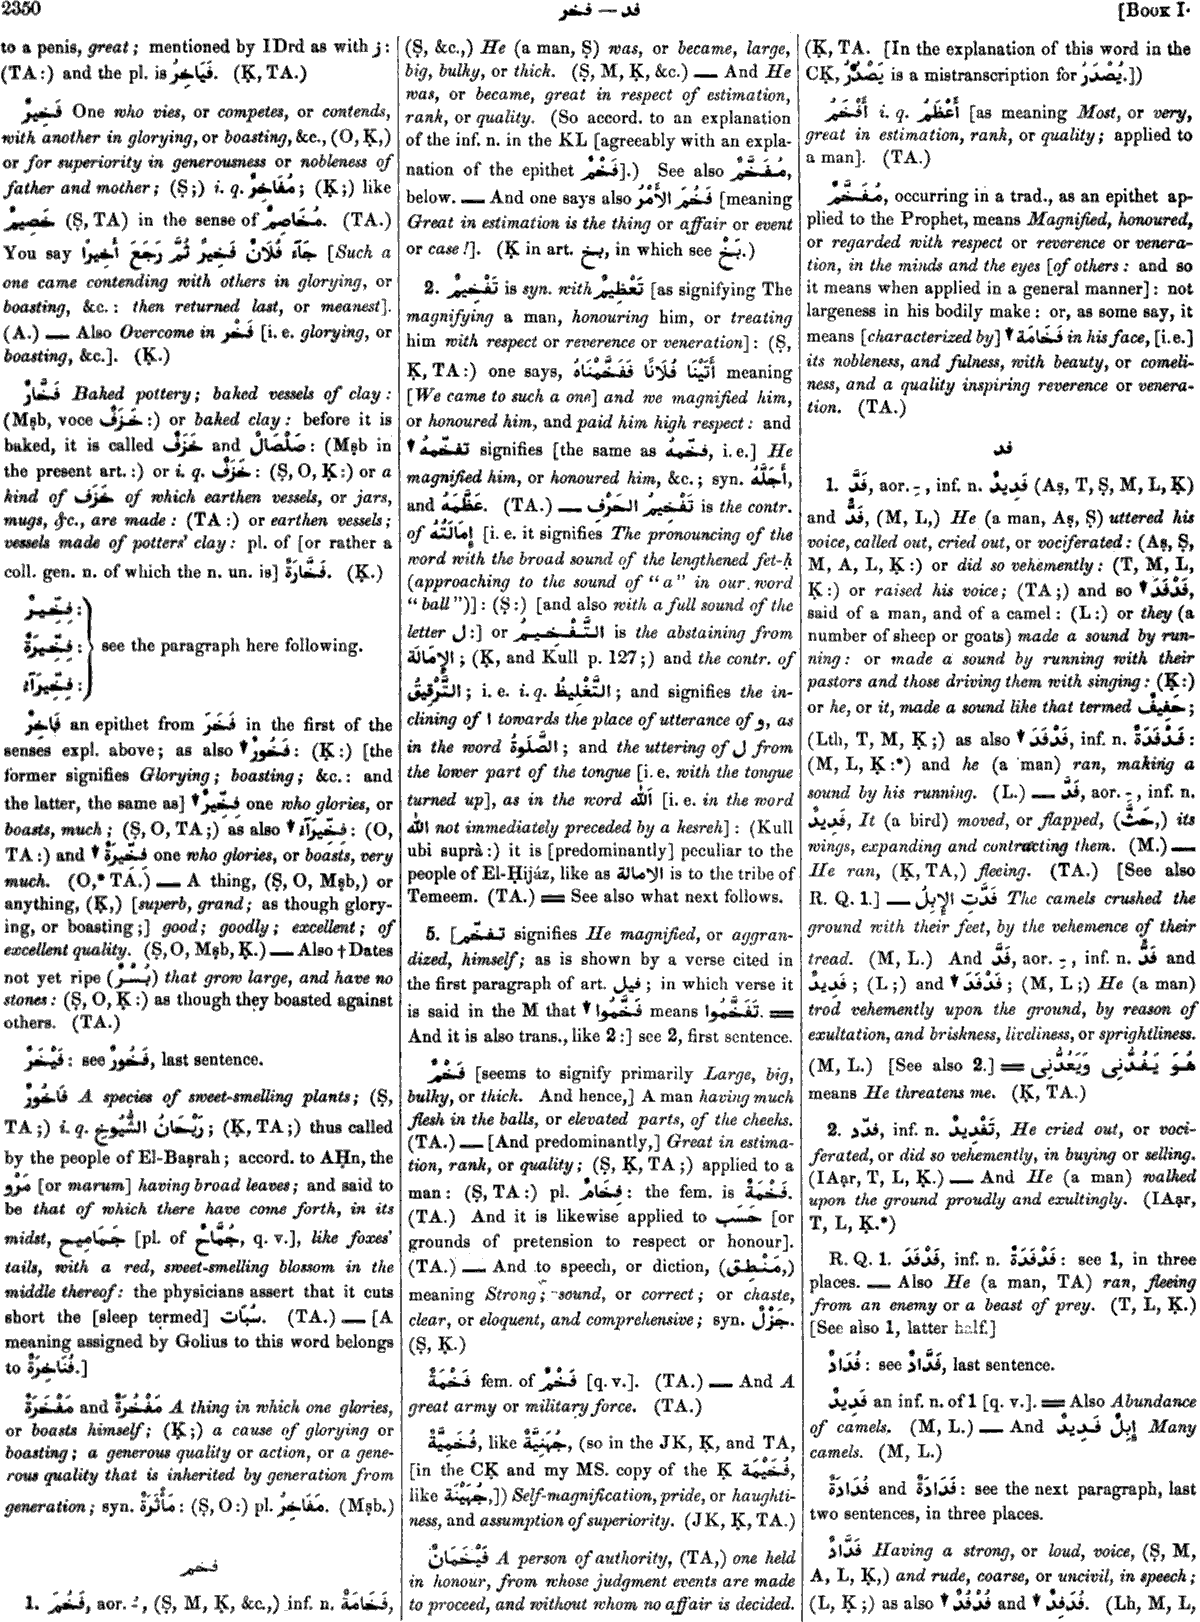 2350
فخر — فد
[BOOK I.
to a penis, great; mentioned by IDrd as with ز:
(TA:) and the pl. is فَيَاخِرُ. (Ḳ, TA.)
فَخِيرٌ One who vies, or competes, or contends,
with another in glorying, or boasting, &c., (O, Ḳ,)
or for superiority in generousness or nobleness of
father and mother; (Ṣ;) i. q. مُفَاخِرٌ; (Ḳ;) like
خَصِيمٌ (Ṣ, TA) in the sense of مُخَاصِمٌ. (TA.)
You say جَآءَ فُلَانٌ فَخِيرٌ ثُمَّ رَجَعَ أَخِيرًا [Such a
one came contending with others in glorying, or
boasting, &c.: then returned last, or meanest].
(A.) — Also Overcome in فَخْر [i. e. glorying, or
boasting, &c.]. (Ḳ.)
فَخَّارٌ Baked pottery; baked vessels of clay:
(Mṣb, voce خَزَفٌ:) or baked clay: before it is
baked, it is called خَزَفٌ and صَلْصَالٌ: (Mṣb in
the present art.:) or i. q. خَزَفٌ: (Ṣ, O, Ḳ:) or a
kind of خَزَف of which earthen vessels, or jars,
mugs, &c., are made: (TA:) or earthen vessels;
vessels made of potters' clay: pl. of [or rather a
coll. gen. n. of which the n. un. is] فَخَّارَةٌ. (Ḳ.)
فِخِّيرٌ:
فِخِّيرَةٌ: } see the paragraph here following.
فِخِّيرَآءُ:
فَاخِرٌ an epithet from فَخَرَ in the first of the
senses expl. above; as also ▾ فَخُورٌ: (Ḳ:) [the
former signifies Glorying; boasting; &c.: and
the latter, the same as] ▾ فِخِّيرٌ one who glories, or
boasts, much; (Ṣ, O, TA;) as also ▾ فِخِّيرَآءُ: (O,
TA:) and ▾ فِخِّيرَةٌ one who glories, or boasts, very
much. (O,* TA.) — A thing, (Ṣ, O, Mṣb,) or
anything, (Ḳ,) [superb, grand; as though glory-
ing, or boasting;] good; goodly; excellent; of
excellent quality. (Ṣ, O, Mṣb, Ḳ.) — Also † Dates
not yet ripe (بُسْرٌ) that grow large, and have no
stones: (Ṣ, O, Ḳ:) as though they boasted against
others. (TA.)
فَيْخَرٌ: see فَخُورٌ, last sentence.
فَاخُورٌ A species of sweet-smelling plants; (Ṣ,
TA;) i. q. رَيْحَانُ الشُّيُوخِ; (Ḳ, TA;) thus called
by the people of El-Baṣrah; accord. to AḤn, the
مَرْو [or marum] having broad leaves; and said to
be that of which there have come forth, in its
midst, جَمَامِيح [pl. of جُمَّاحٌ, q. v.], like foxes'
tails, with a red, sweet-smelling blossom in the
middle thereof: the physicians assert that it cuts
short the [sleep termed] سُبَات. (TA.) — [A
meaning assigned by Golius to this word belongs
to فُنَاخِرَةٌ.]
مَفْخَرَةٌ and مَفْخُرَةٌ A thing in which one glories,
or boasts himself; (Ḳ;) a cause of glorying or
boasting; a generous quality or action, or a gene-
rous quality that is inherited by generation from
generation; syn. مَأْثُرَةٌ: (Ṣ, O:) pl. مَفَاخِرُ. (Mṣb.)
فخم
1. فَخُمَ, aor. ـُ, (Ṣ, M, Ḳ, &c.,) inf. n. فَخَامَةٌ,
(Ṣ, &c.,) He (a man, Ṣ) was, or became, large,
big, bulky, or thick. (Ṣ, M, Ḳ, &c.) — And He
was, or became, great in respect of estimation,
rank, or quality. (So accord. to an explanation
of the inf. n. in the KL [agreeably with an expla-
nation of the epithet فَخْمٌ].) See also مُفَخَّمٌ,
below. — And one says also فَخُمَ الأَمْرُ [meaning
Great in estimation is the thing or affair or event
or case!]. (Ḳ in art. بخ, in which see بَخْ.)
2. تَفْخِيمٌ is syn. with تَعْظِيمٌ [as signifying The
magnifying a man, honouring him, or treating
him with respect or reverence or veneration]: (Ṣ,
Ḳ, TA:) one says, أَتَيْنَا فُلَانًا فَفَخَّمْنَاهُ meaning
[We came to such a one] and we magnified him,
or honoured him, and paid him high respect: and
▾ تفخّمهُ signifies [the same as فخّمهُ, i. e.] He
magnified him, or honoured him, &c.; syn. أَجَلَّهُ,
and عَظَّمَهُ. (TA.) — تَفْخِيمُ الحَرْفِ is the contr.
of إِمَالَتُهُ [i. e. it signifies The pronouncing of the
word with the broad sound of the lengthened fet-ḥ
(approaching to the sound of "a" in our word
"ball")]: (Ṣ:) [and also with a full sound of the
letter ل:] or التَّفْخِيمُ is the abstaining from
الإِمَالَة; (Ḳ, and Kull p. 127;) and the contr. of
التَّرْقِيقُ; i. e. i. q. التَّغْلِيظُ; and signifies the in-
clining of ا towards the place of utterance of و, as
in the word الصَّلٰوةُ; and the uttering of ل from
the lower part of the tongue [i. e. with the tongue
turned up], as in the word اَللّٰه [i. e. in the word
اللّٰه not immediately preceded by a kesreh]: (Kull
ubi suprà:) it is [predominantly] peculiar to the
people of El-Ḥijáz, like as الإمالة is to the tribe of
Temeem. (TA.) = See also what next follows.
5. [تفخّم signifies He magnified, or aggran-
dized, himself; as is shown by a verse cited in
the first paragraph of art. فيل; in which verse it
is said in the M that ▾ فَخَّمُوا means تَفَخَّمُوا. =
And it is also trans., like 2:] see 2, first sentence.
فَخْمٌ [seems to signify primarily Large, big,
bulky, or thick. And hence,] A man having much
flesh in the balls, or elevated parts, of the cheeks.
(TA.) — [And predominantly,] Great in estima-
tion, rank, or quality; (Ṣ, Ḳ, TA;) applied to a
man: (Ṣ, TA:) pl. فِخَامٌ: the fem. is فَخْمَةٌ.
(TA.) And it is likewise applied to حَسَب [or
grounds of pretension to respect or honour].
(TA.) — And to speech, or diction, (مَنْطِق,)
meaning Strong; sound, or correct; or chaste,
clear, or eloquent, and comprehensive; syn. جَزْلٌ.
(Ṣ, Ḳ.)
فَخْمَةٌ fem. of فَخْمٌ [q. v.]. (TA.) — And A
great army or military force. (TA.)
فُخَمِيَّةٌ, like جُهَنِيَّةٌ, (so in the JK, Ḳ, and TA,
[in the CḲ and my MS. copy of the Ḳ فُخَيْمَة,
like جُهَيْنَة,]) Self-magnification, pride, or haughti-
ness, and assumption of superiority. (JK, Ḳ, TA.)
فَيْخَمَانٌ A person of authority, (TA,) one held
in honour, from whose judgment events are made
to proceed, and without whom no affair is decided.
(Ḳ, TA. [In the explanation of this word in the
CḲ, يَصْدُرُ is a mistranscription for يُصْدَرُ.])
أَفْخَمُ i. q. أَعْظَمُ [as meaning Most, or very,
great in estimation, rank, or quality; applied to
a man]. (TA.)
مُفَخَّمٌ, occurring in a trad., as an epithet ap-
plied to the Prophet, means Magnified, honoured,
or regarded with respect or reverence or venera-
tion, in the minds and the eyes [of others: and so
it means when applied in a general manner]: not
largeness in his bodily make: or, as some say, it
means [characterized by] ▾ فَخَامَة in his face, [i.e.]
its nobleness, and fulness, with beauty, or comeli-
ness, and a quality inspiring reverence or venera-
tion. (TA.)
فد
1. فَدَّ, aor. ـِ, inf. n. فَدِيدٌ (Aṣ, T, Ṣ, M, L, Ḳ)
and فَدٌّ, (M, L,) He (a man, Aṣ, Ṣ) uttered his
voice, called out, cried out, or vociferated: (Aṣ, Ṣ,
M, A, L, Ḳ:) or did so vehemently: (T, M, L,
Ḳ:) or raised his voice; (TA;) and so ▾ فَدْفَدَ,
said of a man, and of a camel: (L:) or they (a
number of sheep or goats) made a sound by run-
ning: or made a sound by running with their
pastors and those driving them with singing: (Ḳ:)
or he, or it, made a sound like that termed حَفِيفٌ;
(Lth, T, M, Ḳ;) as also ▾ فَدْفَدَ, inf. n. فَدْفَدَةٌ:
(M, L, Ḳ:*) and he (a man) ran, making a
sound by his running. (L.) — فَدَّ, aor. ـِ, inf. n.
فَدِيدٌ, It (a bird) moved, or flapped, (حَثَّ,) its
wings, expanding and contracting them. (M.) —
He ran, (Ḳ, TA,) fleeing. (TA.) [See also
R. Q. 1.] — فَدَّتِ الإِبِلُ The camels crushed the
ground with their feet, by the vehemence of their
tread. (M, L.) And فَدَّ, aor. ـِ, inf. n. فَدٌّ and
فَدِيدٌ; (L;) and ▾ فَدْفَدَ; (M, L;) He (a man)
trod vehemently upon the ground, by reason of
exultation, and briskness, liveliness, or sprightliness.
(M, L.) [See also 2.] = هُوَ يَفُدُّنِى وَيَعُدُّنِى
means He threatens me. (Ḳ, TA.)
2. فدّد, inf. n. تَفْدِيدٌ, He cried out, or voci-
ferated, or did so vehemently, in buying or selling.
(IAạr, T, L, Ḳ.) — And He (a man) walked
upon the ground proudly and exultingly. (IAạr,
T, L, Ḳ.*)
R. Q. 1. فَدْفَدَ, inf. n. فَدْفَدَةٌ: see 1, in three
places. — Also He (a man, TA) ran, fleeing
from an enemy or a beast of prey. (T, L, Ḳ.)
[See also 1, latter half.]
فُدَادٌ: see فَدَّادٌ, last sentence.
فَدِيدٌ an inf. n. of 1 [q. v.]. = Also Abundance
of camels. (M, L.) — And إِبِلٌ فَدِيدٌ Many
camels. (M, L.)
فُدَادَةٌ and فَدَادَةٌ: see the next paragraph, last
two sentences, in three places.
فَدَّادٌ Having a strong, or loud, voice, (Ṣ, M,
A, L, Ḳ,) and rude, coarse, or uncivil, in speech;
(L, Ḳ;) as also ▾ فُدْفُدٌ and ▾ فُدَفِدٌ. (Lh, M, L,